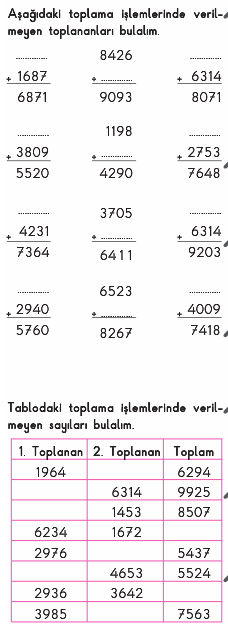 Aşağıdaki toplama işlemlerinde veril-
meyen toplananları bulalım.
............ 8426 ............
+ 1687 + ............ + 6314
6871 9093 8071
............ 1198 ............
+ 3809 + ............ + 2753
5520 4290 7648
............ 3705 ............
+ 4231 + ............ + 6314
7364 6411 9203
............ 6523 ............
+ 2940 + ............ + 4009
5760 8267 7418
Tablodaki toplama işlemlerinde veril-
meyen sayıları bulalım.
1. Toplanan 2. Toplanan Toplam
1964 6294
6314 9925
1453 8507
6234 1672
2976 5437
4653 5524
2936 3642
3985 7563